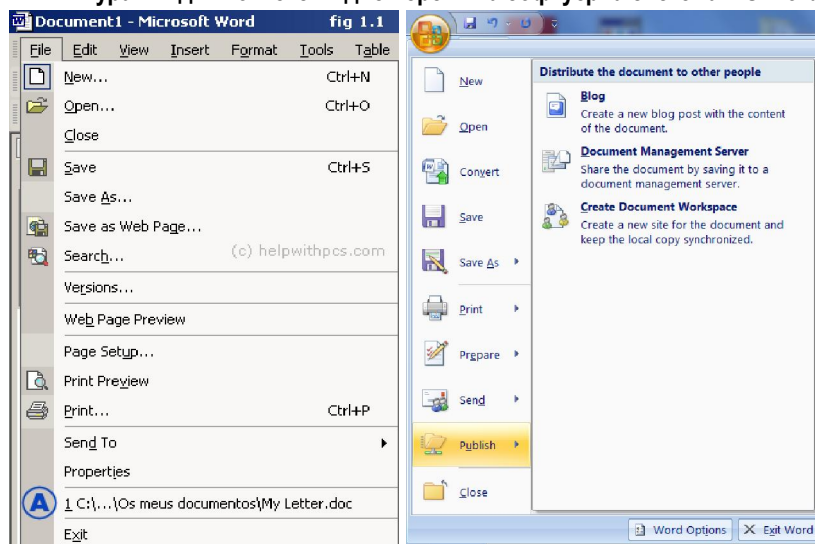 Document1 - Microsoft Word fig 1.1
File Edit View Insert Format Tools Table
New... Ctrl+N
Open... Ctrl+O
Close
Save Ctrl+S
Save As...
Save as Web Page...
Search...
(c) helpwithpcs.com
Versions...
Web Page Preview
Page Setup...
Print Preview
Print... Ctrl+P
Send To
Properties
A 1 C:\...\Os meus documentos\My Letter.doc
Exit
New
Open
Convert
Save
Save As
Print
Prepare
Send
Publish
Close
Distribute the document to other people
Blog
Create a new blog post with the content
of the document.
Document Management Server
Share the document by saving it to a
document management server.
Create Document Workspace
Create a new site for the document and
keep the local copy synchronized.
Word Options Exit Word